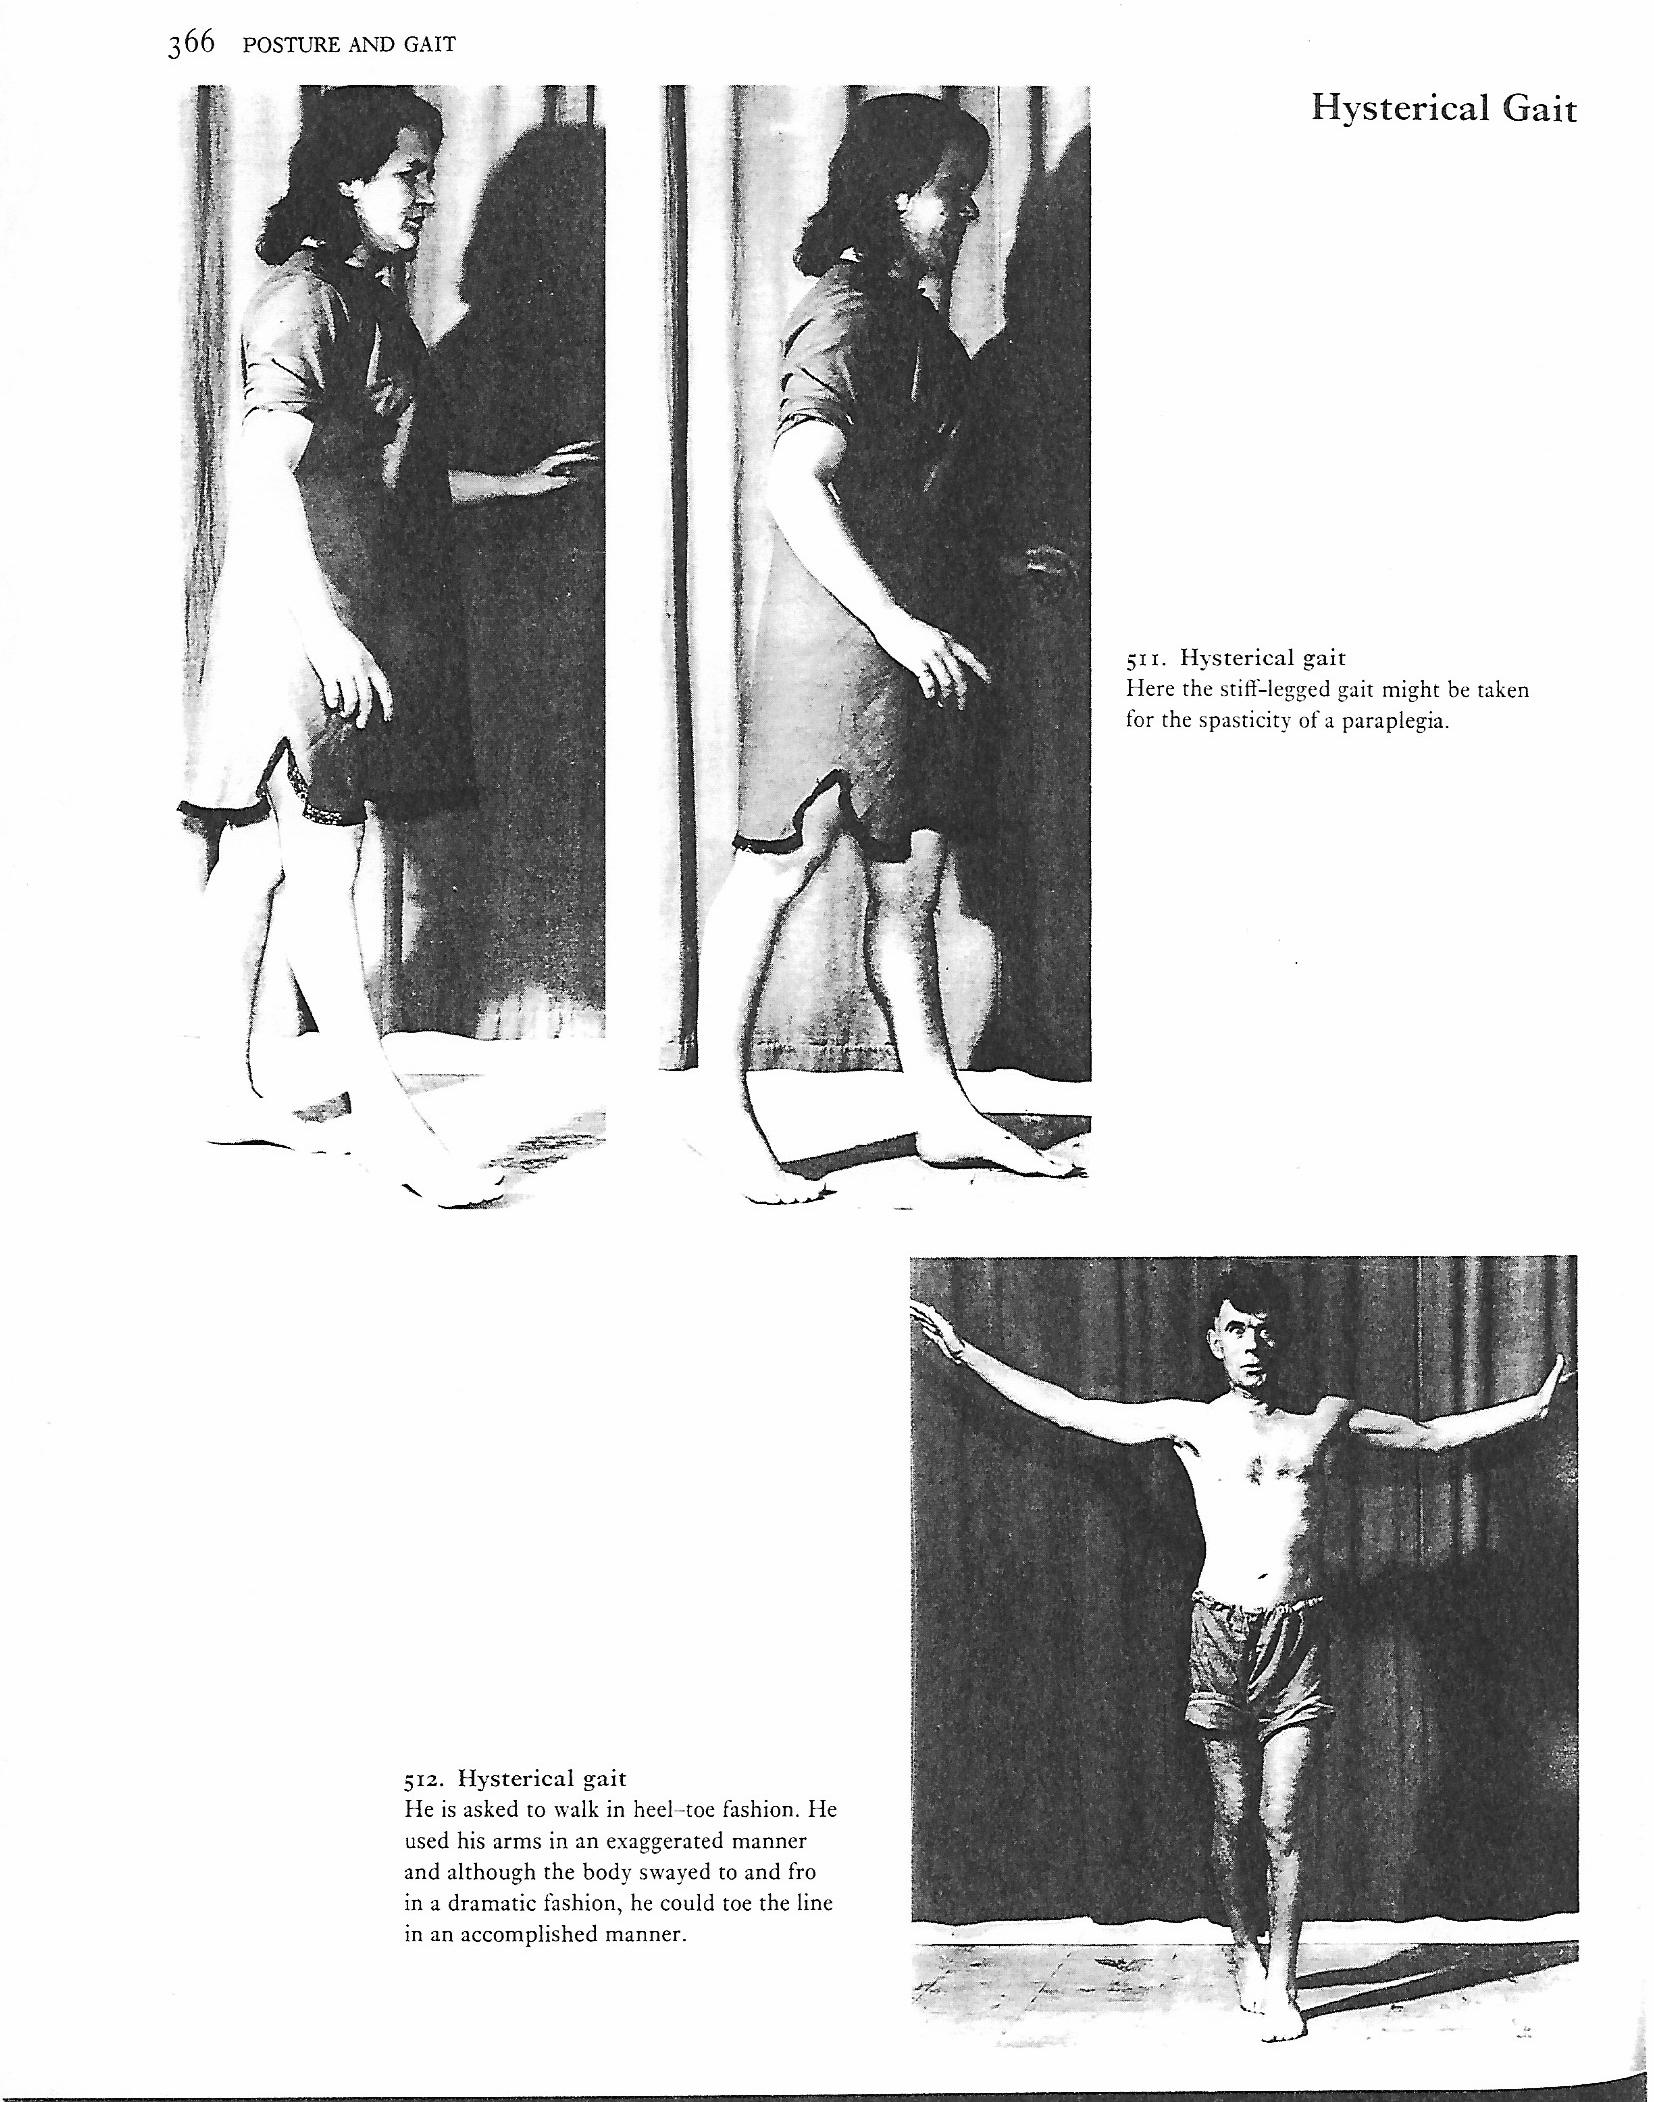 366 POSTURE AND GAIT
Hysterical Gait
511. Hysterical gait
Here the stiff-legged gait might be taken
for the spasticity of a paraplegia.
512. Hysterical gait
He is asked to walk in heel–toe fashion. He
used his arms in an exaggerated manner
and although the body swayed to and fro
in a dramatic fashion, he could toe the line
in an accomplished manner.